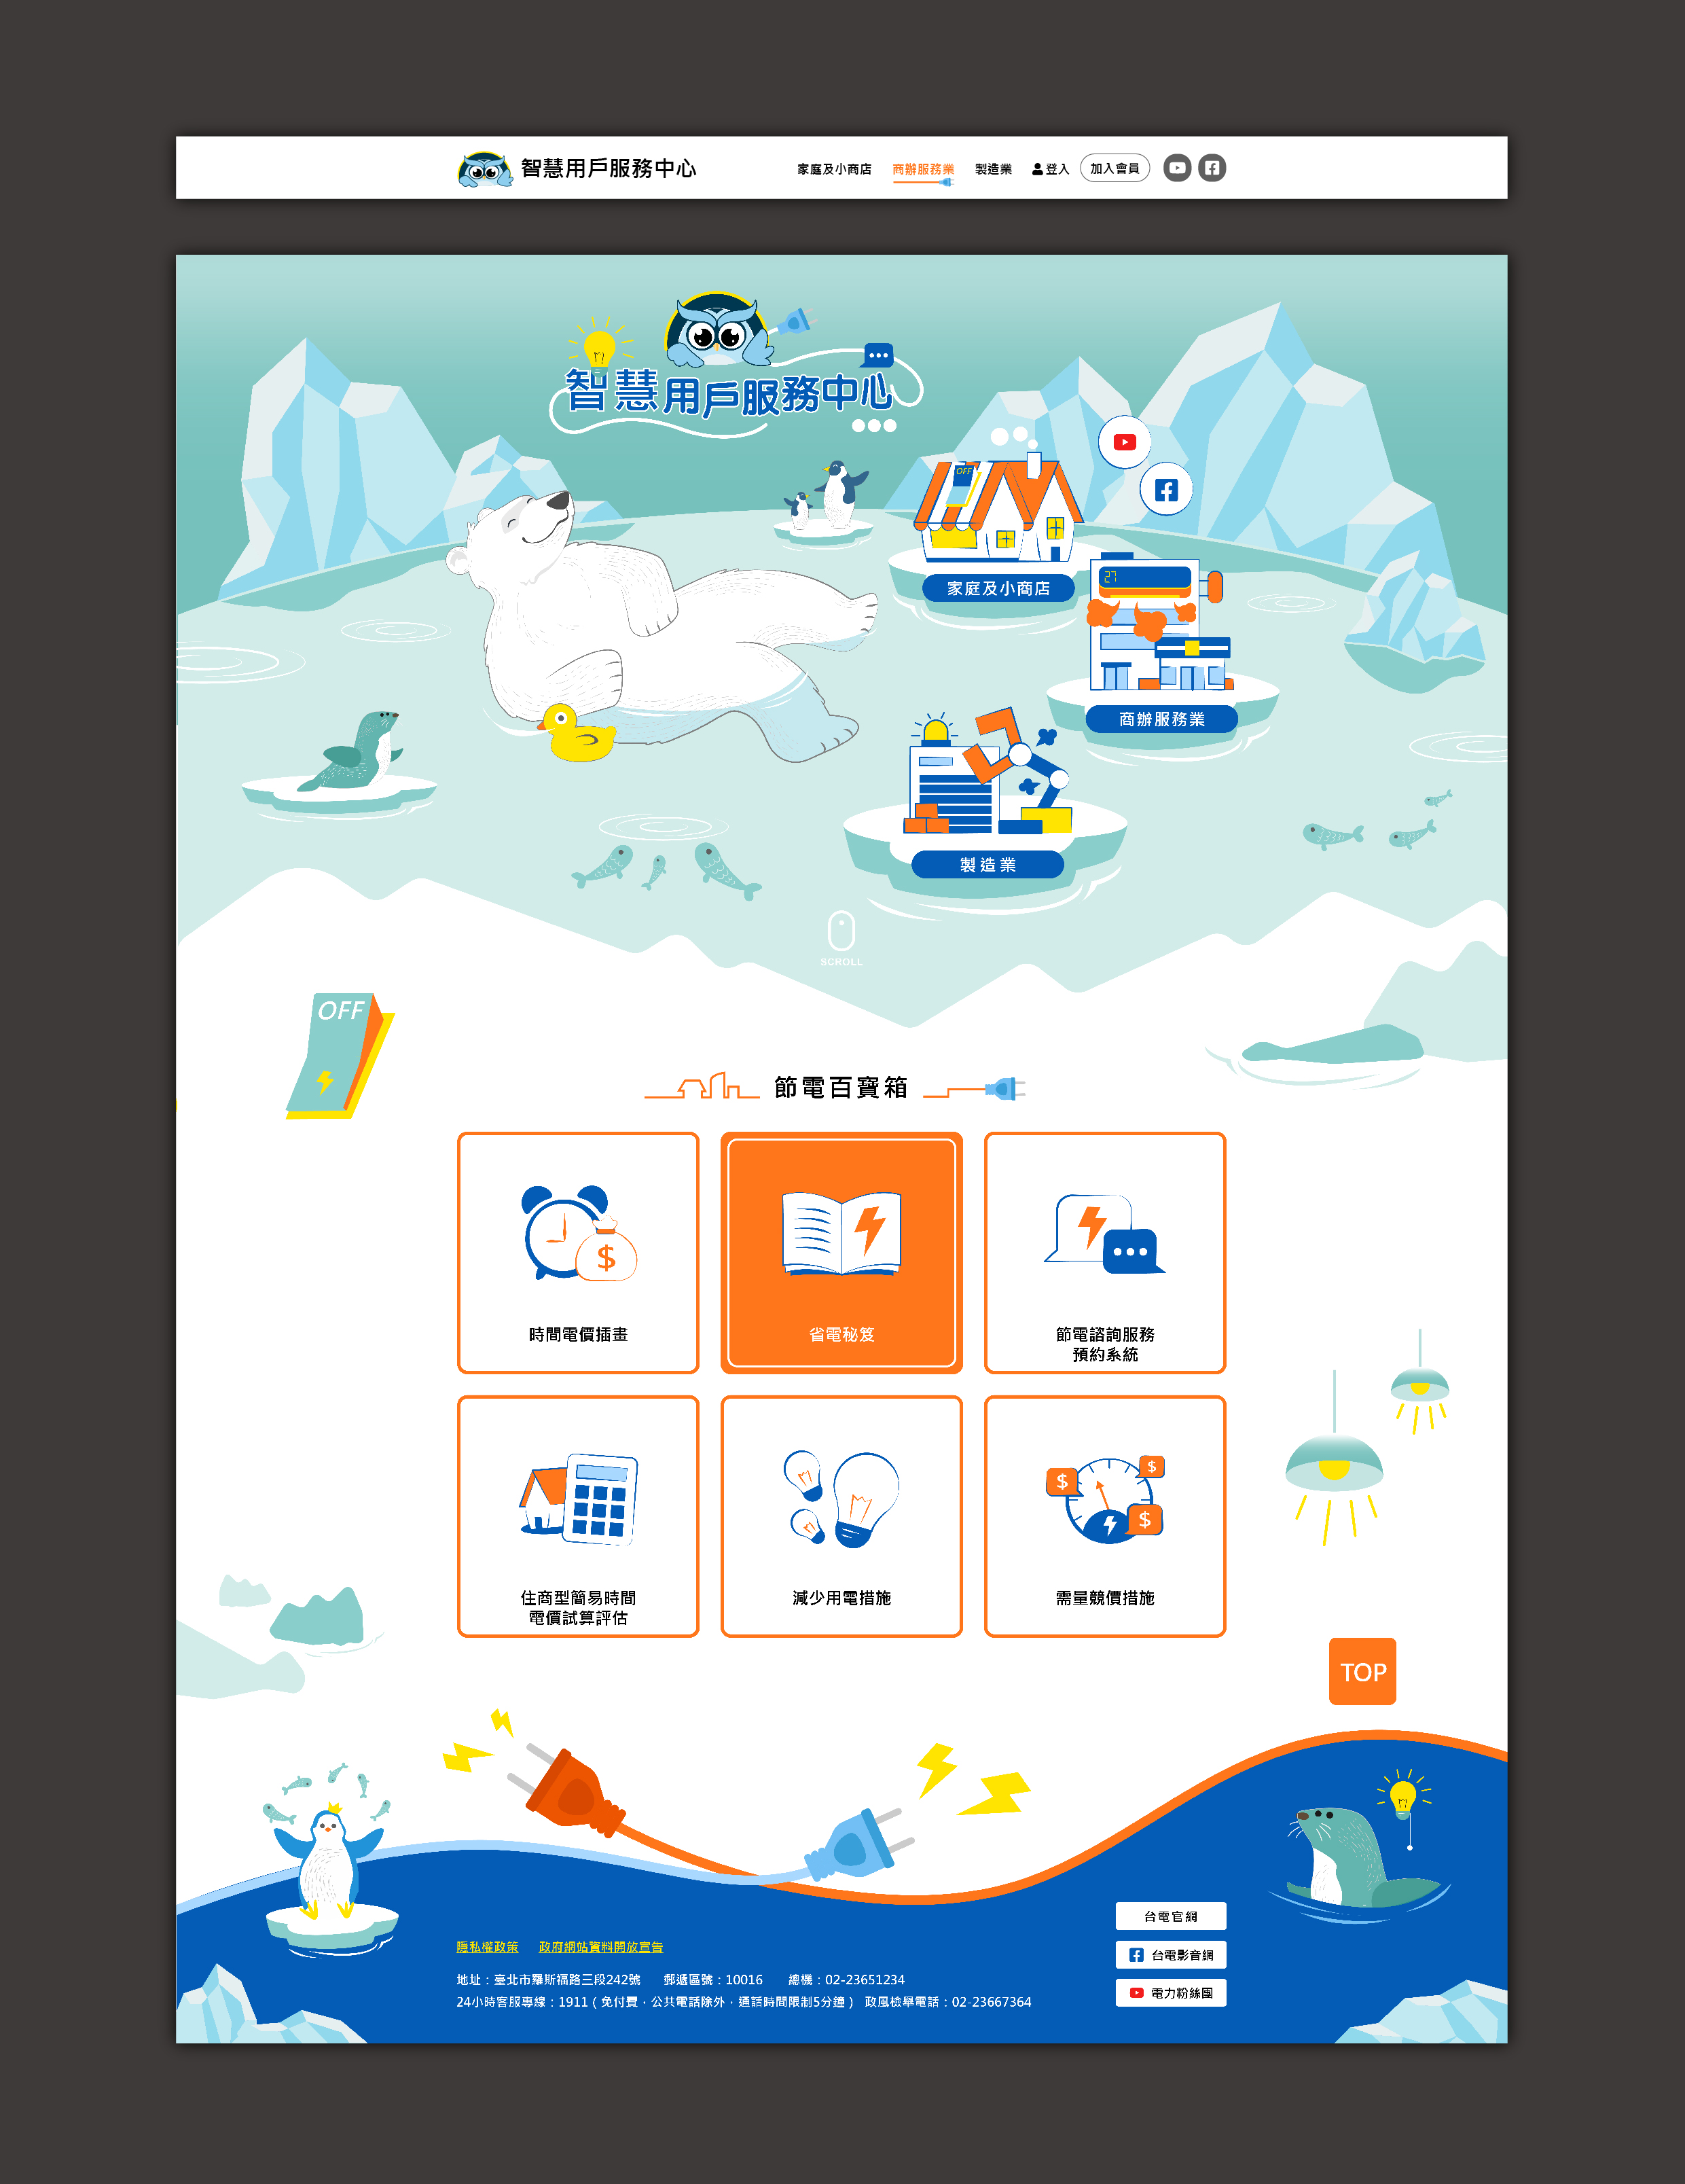 智慧用戶服務中心
家庭及小商店 商辦服務業 製造業 登入 加入會員
智慧用戶服務中心
OFF
家庭及小商店
27
商辦服務業
製造業
SCROLL
OFF
節電百寶箱
時間電價插畫
省電秘笈
節電諮詢服務
預約系統
$
住商型簡易時間
電價試算評估
減少用電措施
需量競價措施
$
$
$
TOP
台電官網
台電影音網
電力粉絲團
隱私權政策 政府網站資料開放宣告
地址：臺北市羅斯福路三段242號 郵遞區號：10016 總機：02-23651234
24小時客服專線：1911（免付費，公共電話除外，通話時間限制5分鐘） 政風檢舉電話：02-23667364